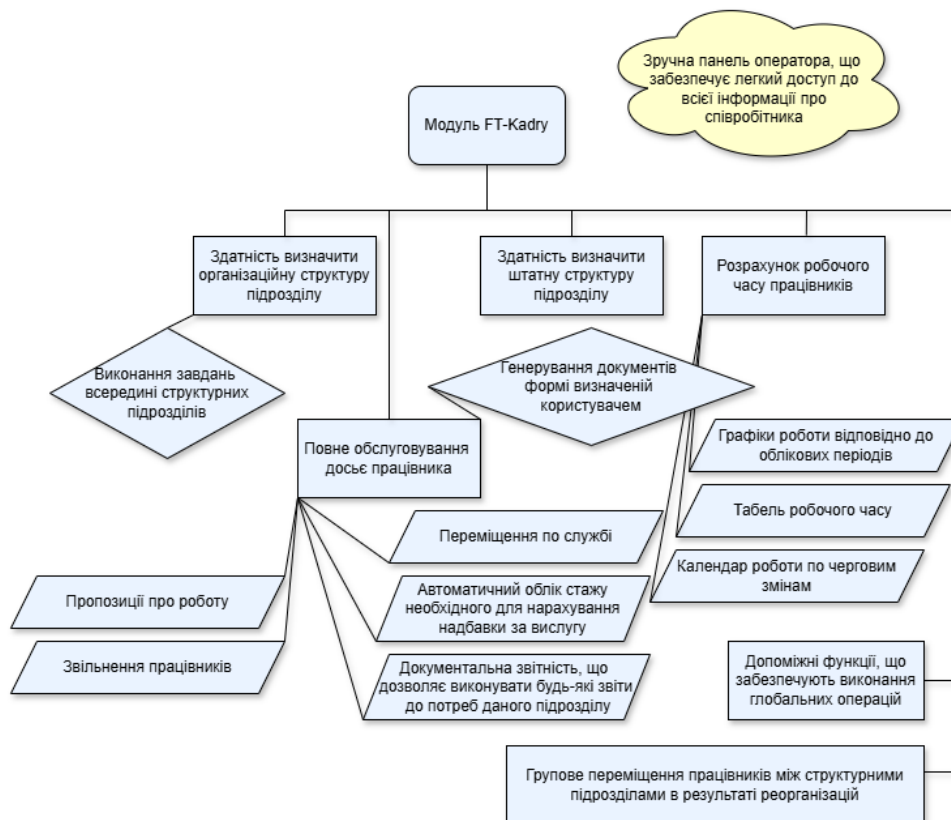 Зручна панель оператора, що
забезпечує легкий доступ до
всієї інформації про
співробітника
Модуль FT-Kadry
Здатність визначити
організаційну структуру
підрозділу
Здатність визначити
штатну структуру
підрозділу
Розрахунок робочого
часу працівників
Виконання завдань
всередині структурних
підрозділів
Генерування документів
формі визначеній
користувачем
Повне обслуговування
досьє працівника
Графіки роботи відповідно до
облікових періодів
Табель робочого часу
Переміщення по службі
Календар роботи по черговим
змінам
Пропозиції про роботу
Автоматичний облік стажу
необхідного для нарахування
надбавки за вислугу
Звільнення працівників
Документальна звітність, що
дозволяє виконувати будь-які звіти
до потреб даного підрозділу
Допоміжні функції, що
забезпечують виконання
глобальних операцій
Групове переміщення працівників між структурними
підрозділами в результаті реорганізацій